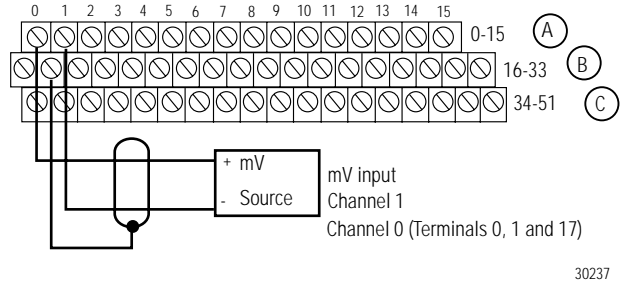 0 1 2 3 4 5 6 7 8 9 10 11 12 13 14 15
0-15 A
16-33 B
34-51 C
+ mV
- Source
mV input
Channel 1
Channel 0 (Terminals 0, 1 and 17)
30237